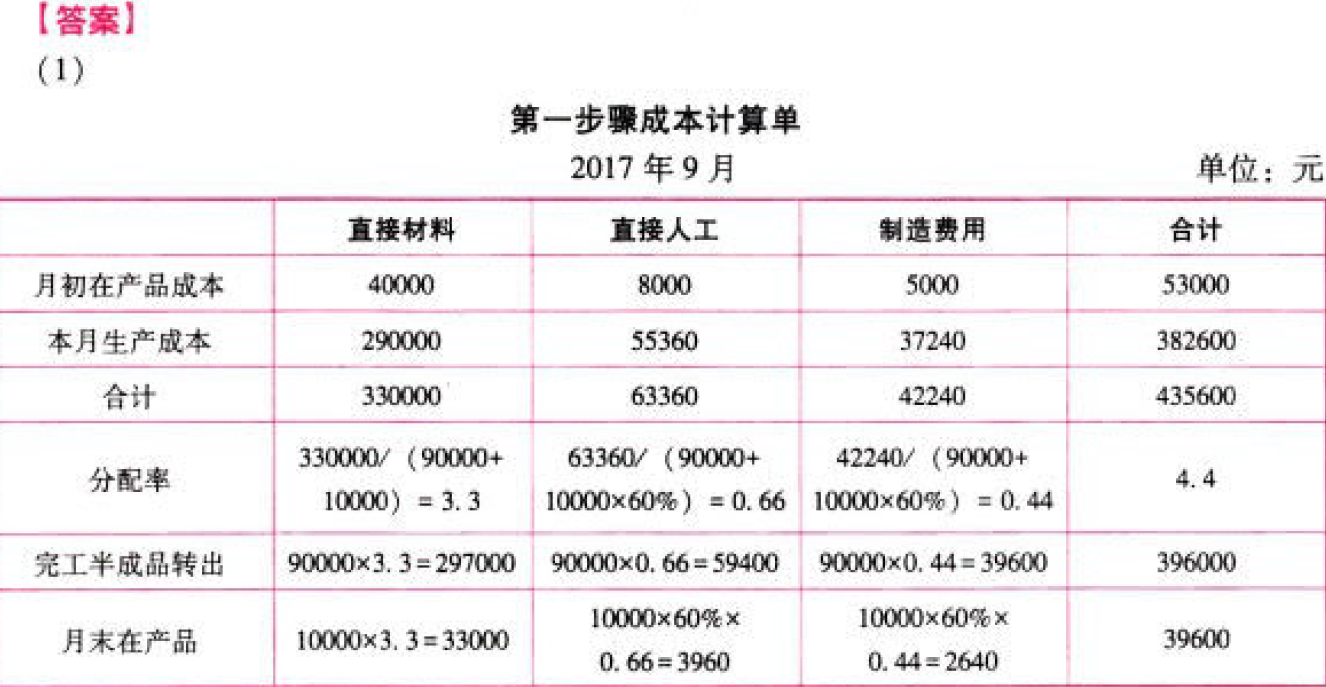 【答案】
(1)
第一步骤成本计算单
2017 年 9 月 单位：元
直接材料 直接人工 制造费用 合计
月初在产品成本 40000 8000 5000 53000
本月生产成本 290000 55360 37240 382600
合计 330000 63360 42240 435600
分配率 330000/（90000+ 10000）= 3.3 63360/（90000+ 10000×60%）= 0.66 42240/（90000+ 10000×60%）= 0.44 4.4
完工半成品转出 90000×3.3=297000 90000×0.66=59400 90000×0.44=39600 396000
月末在产品 10000×3.3=33000 10000×60%× 0.66=3960 10000×60%× 0.44=2640 39600